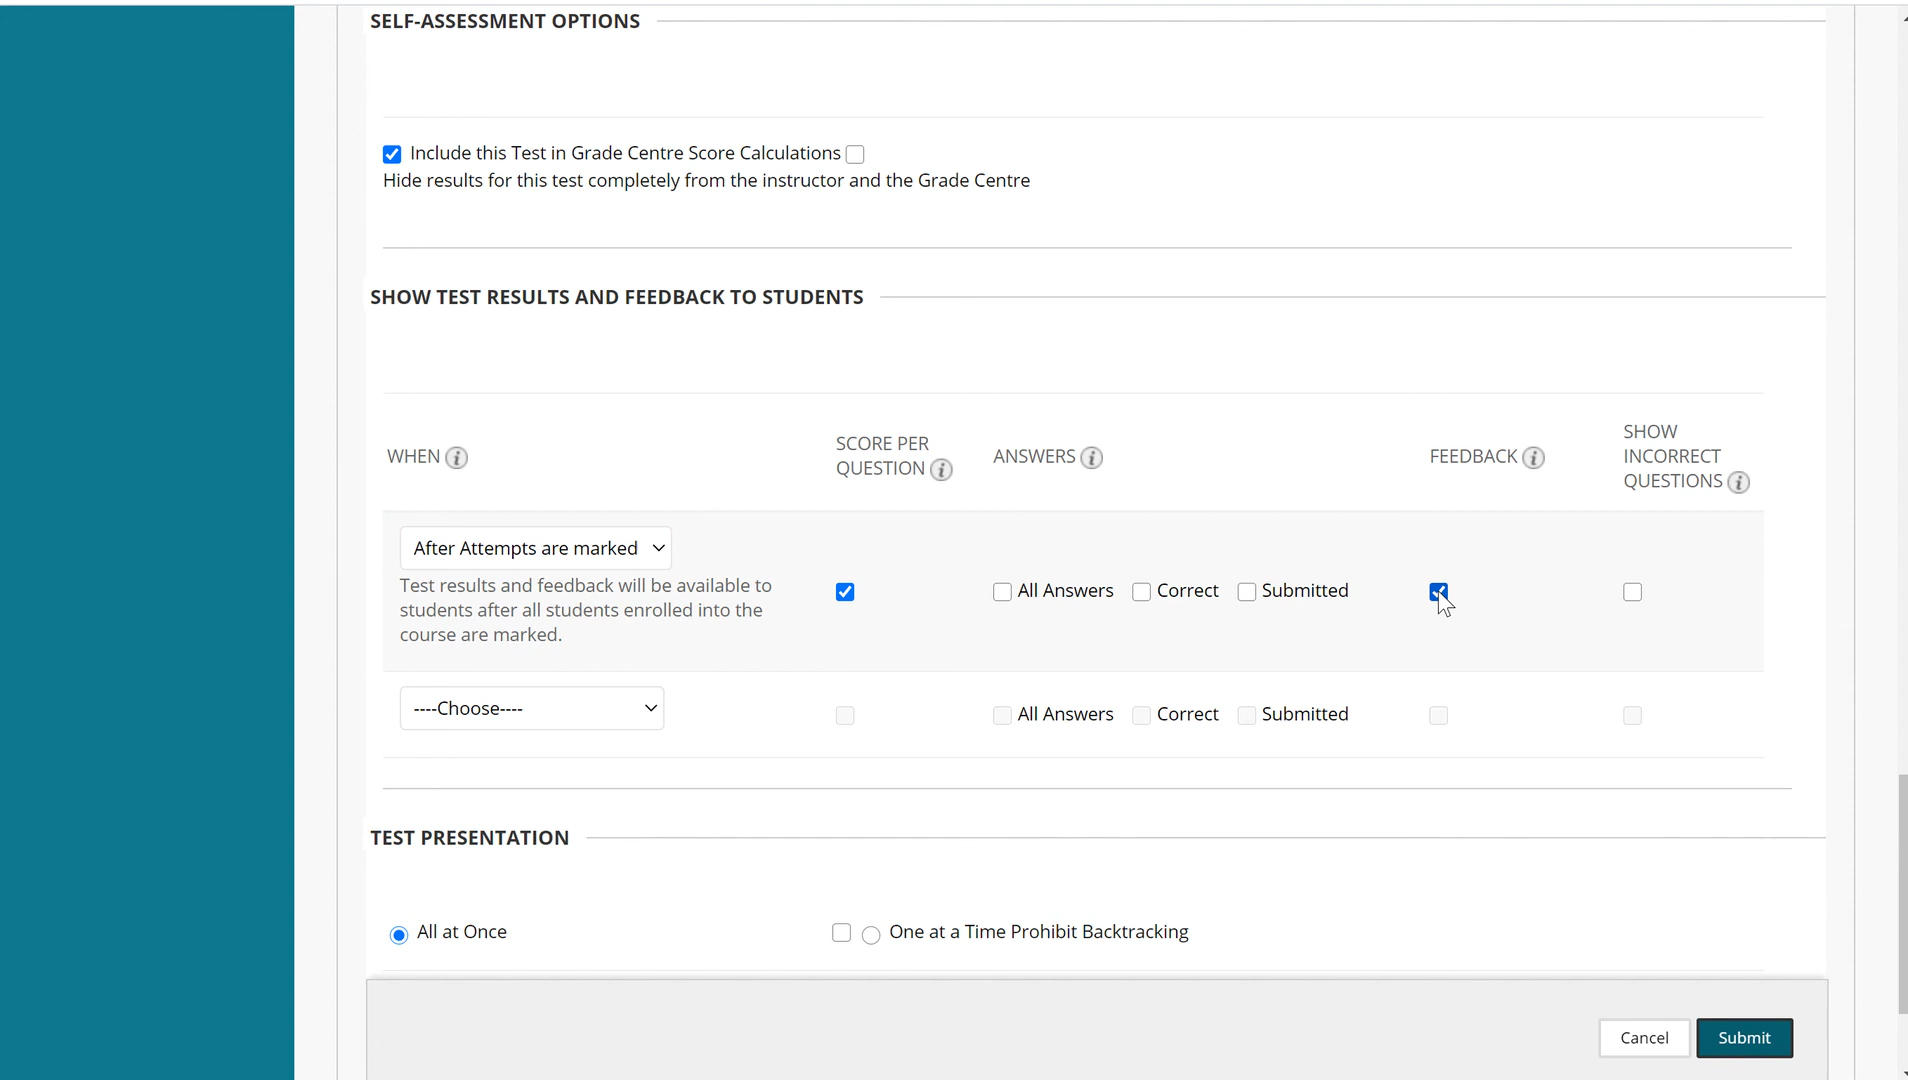 SELF-ASSESSMENT OPTIONS
Include this Test in Grade Centre Score Calculations
Hide results for this test completely from the instructor and the Grade Centre
SHOW TEST RESULTS AND FEEDBACK TO STUDENTS
WHEN
SCORE PER
QUESTION
ANSWERS
FEEDBACK
SHOW
INCORRECT
QUESTIONS
After Attempts are marked
Test results and feedback will be available to
students after all students enrolled into the
course are marked.
All Answers Correct Submitted
----Choose----
All Answers Correct Submitted
TEST PRESENTATION
All at Once
One at a Time Prohibit Backtracking
Cancel Submit